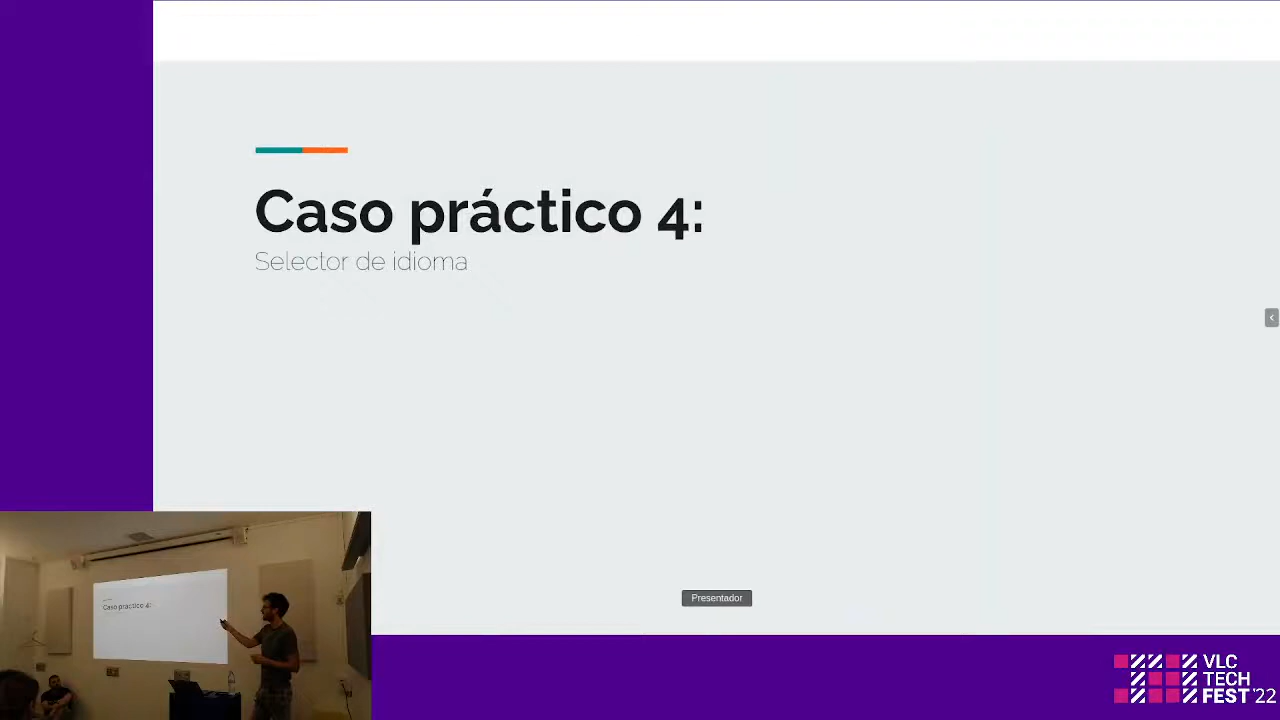 Caso práctico 4:
Selector de idioma
Presentador
Caso práctico 4:
VLC
TECH
FEST'22